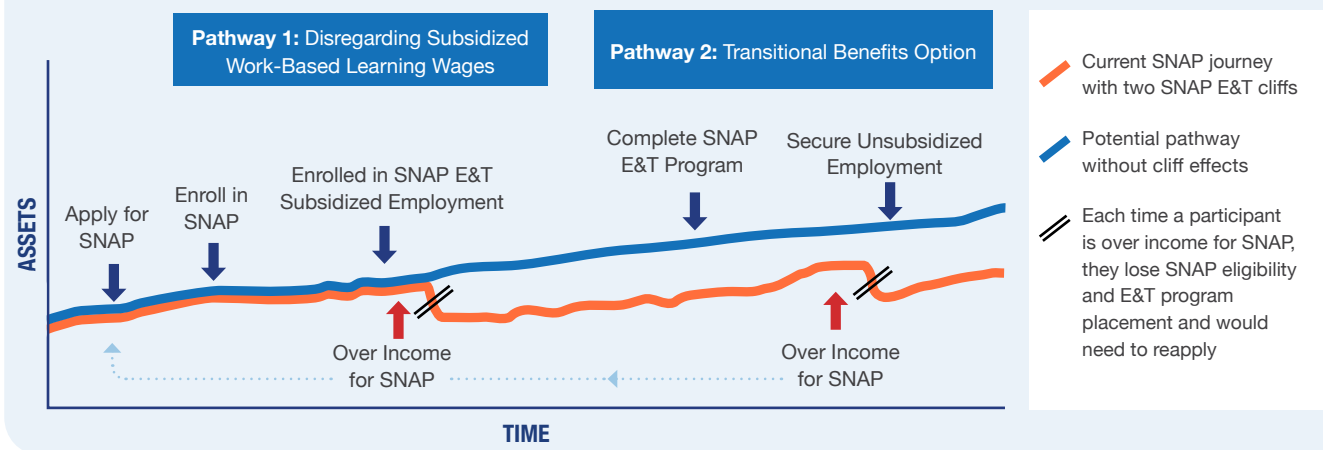 Pathway 1: Disregarding Subsidized
Work-Based Learning Wages
Pathway 2: Transitional Benefits Option
ASSETS
Apply for
SNAP
Enroll in
SNAP
Enrolled in SNAP E&T
Subsidized Employment
Complete SNAP
E&T Program
Secure Unsubsidized
Employment
Over Income
for SNAP
Over Income
for SNAP
TIME
Current SNAP journey
with two SNAP E&T cliffs
Potential pathway
without cliff effects
Each time a participant
is over income for SNAP,
they lose SNAP eligibility
and E&T program
placement and would
need to reapply